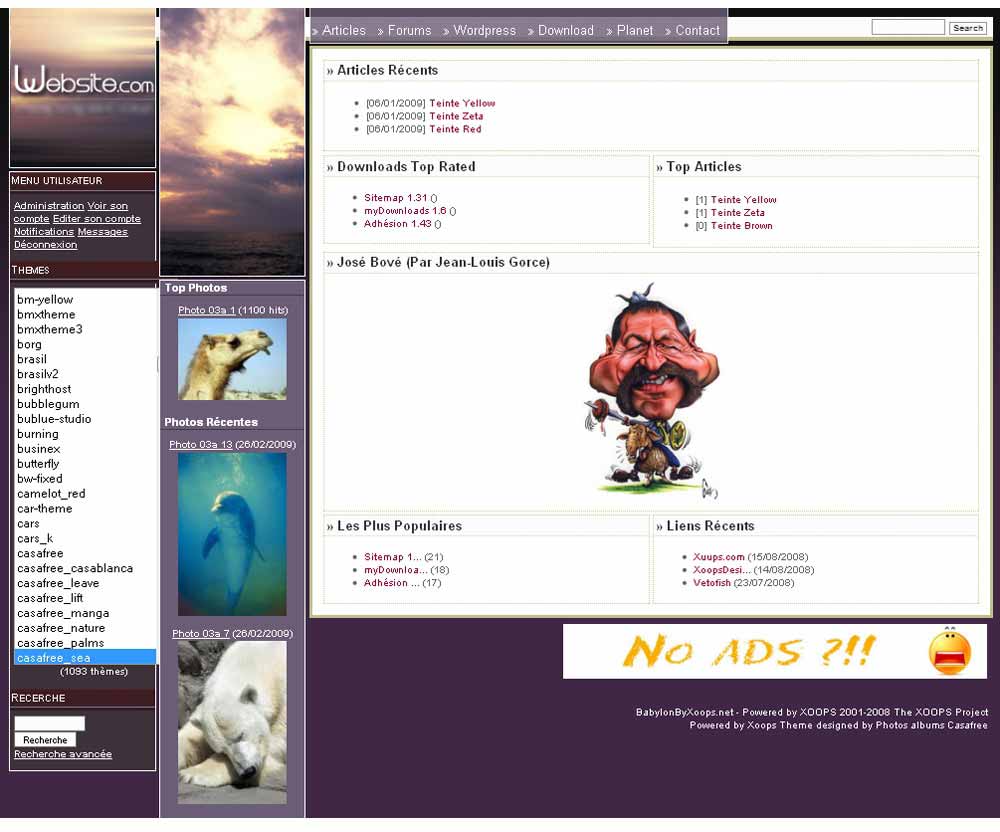 » Articles » Forums » Wordpress » Download » Planet » Contact
Search
Website.com
MENU UTILISATEUR
Administration Voir son
compte Editer son compte
Notifications Messages
Déconnexion
THEMES
bm-yellow
bmxtheme
bmxtheme3
borg
brasil
brasilv2
brighthost
bubblegum
bublue-studio
burning
businex
butterfly
bw-fixed
camelot_red
car-theme
cars
cars_k
casafree
casafree_casablanca
casafree_leave
casafree_lift
casafree_manga
casafree_nature
casafree_palms
casafree_sea
(1093 thèmes)
RECERCHE
Recherche
Recherche avancée
Top Photos
Photo 03a 1 (1100 hits)
Photos Récentes
Photo 03a 13 (26/02/2009)
Photo 03a 7 (26/02/2009)
» Articles Récents
[06/01/2009] Teinte Yellow
[06/01/2009] Teinte Zeta
[06/01/2009] Teinte Red
» Downloads Top Rated
Sitemap 1.31 ()
myDownloads 1.6 ()
Adhésion 1.43 ()
» Top Articles
[1] Teinte Yellow
[1] Teinte Zeta
[0] Teinte Brown
» José Bové (Par Jean-Louis Gorce)
» Les Plus Populaires
Sitemap 1... (21)
myDownloa... (18)
Adhésion ... (17)
» Liens Récents
Xuups.com (15/08/2008)
XoopsDesi... (14/08/2008)
Vetofish (23/07/2008)
NO ADS ?!!
BabylonByXoops.net - Powered by XOOPS 2001-2008 The XOOPS Project
Powered by Xoops Theme designed by Photos albums Casafree